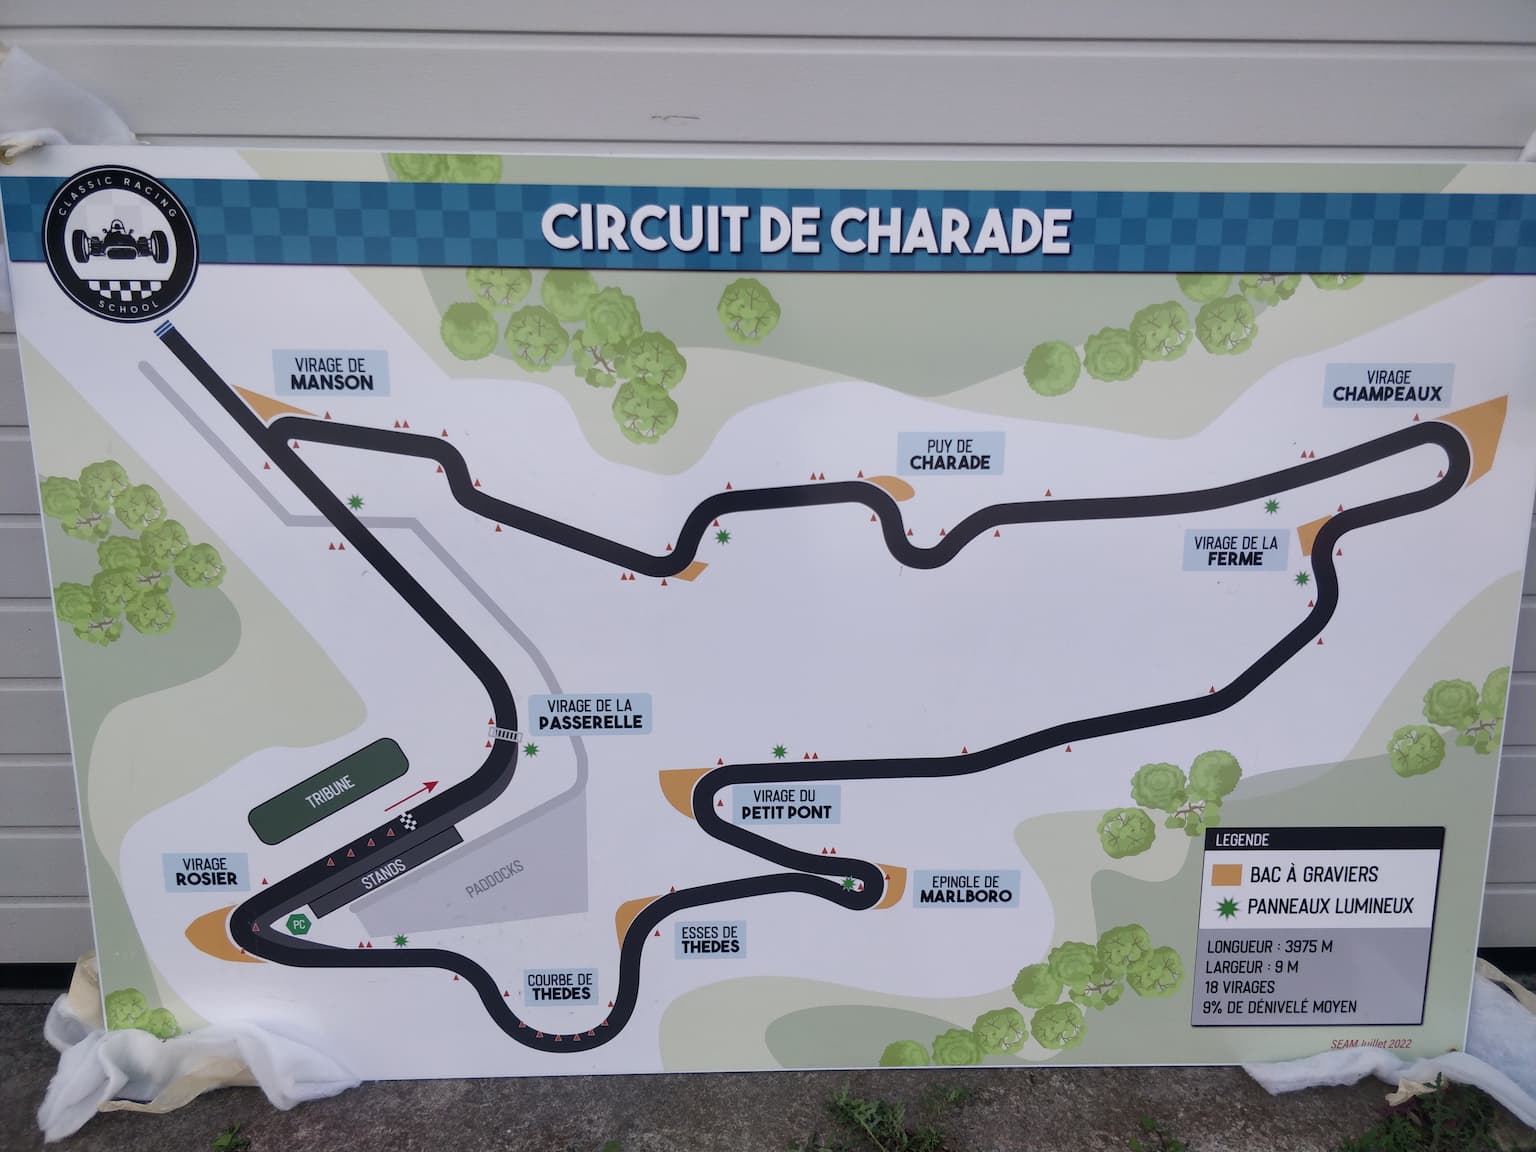 CLASSIC RACING
SCHOOL
CIRCUIT DE CHARADE
VIRAGE DE
MANSON
VIRAGE
CHAMPEAUX
PUY DE
CHARADE
VIRAGE DE LA
FERME
VIRAGE DE LA
PASSERELLE
TRIBUNE
VIRAGE DU
PETIT PONT
VIRAGE
ROSIER
STANDS
PADDOCKS
PC
EPINGLE DE
MARLBORO
ESSES DE
THEDES
COURBE DE
THEDES
LEGENDE
BAC À GRAVIERS
PANNEAUX LUMINEUX
LONGUEUR : 3975 M
LARGEUR : 9 M
18 VIRAGES
9% DE DÉNIVELÉ MOYEN
SEAM Juillet 2022